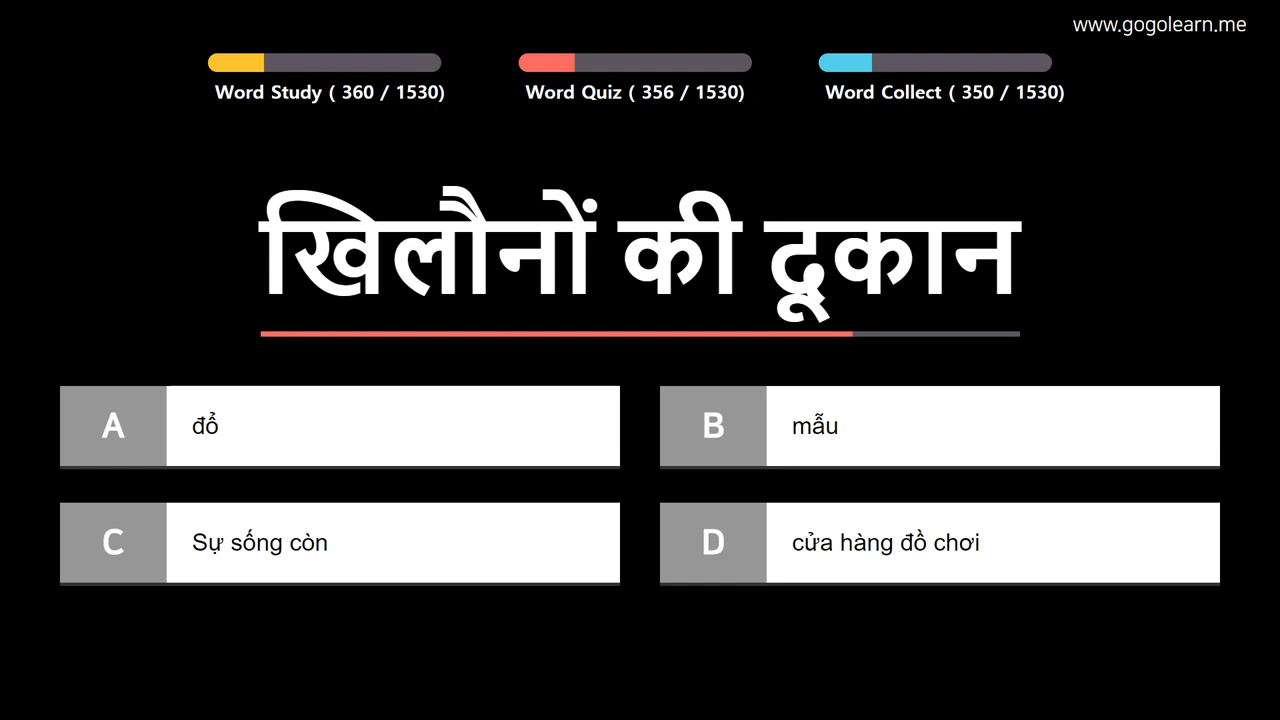 www.gogolearn.me
Word Study ( 360 / 1530)
Word Quiz ( 356 / 1530)
Word Collect ( 350 / 1530)
खिलौनों की दूकान
A đổ
B mẫu
C Sự sống còn
D cửa hàng đồ chơi